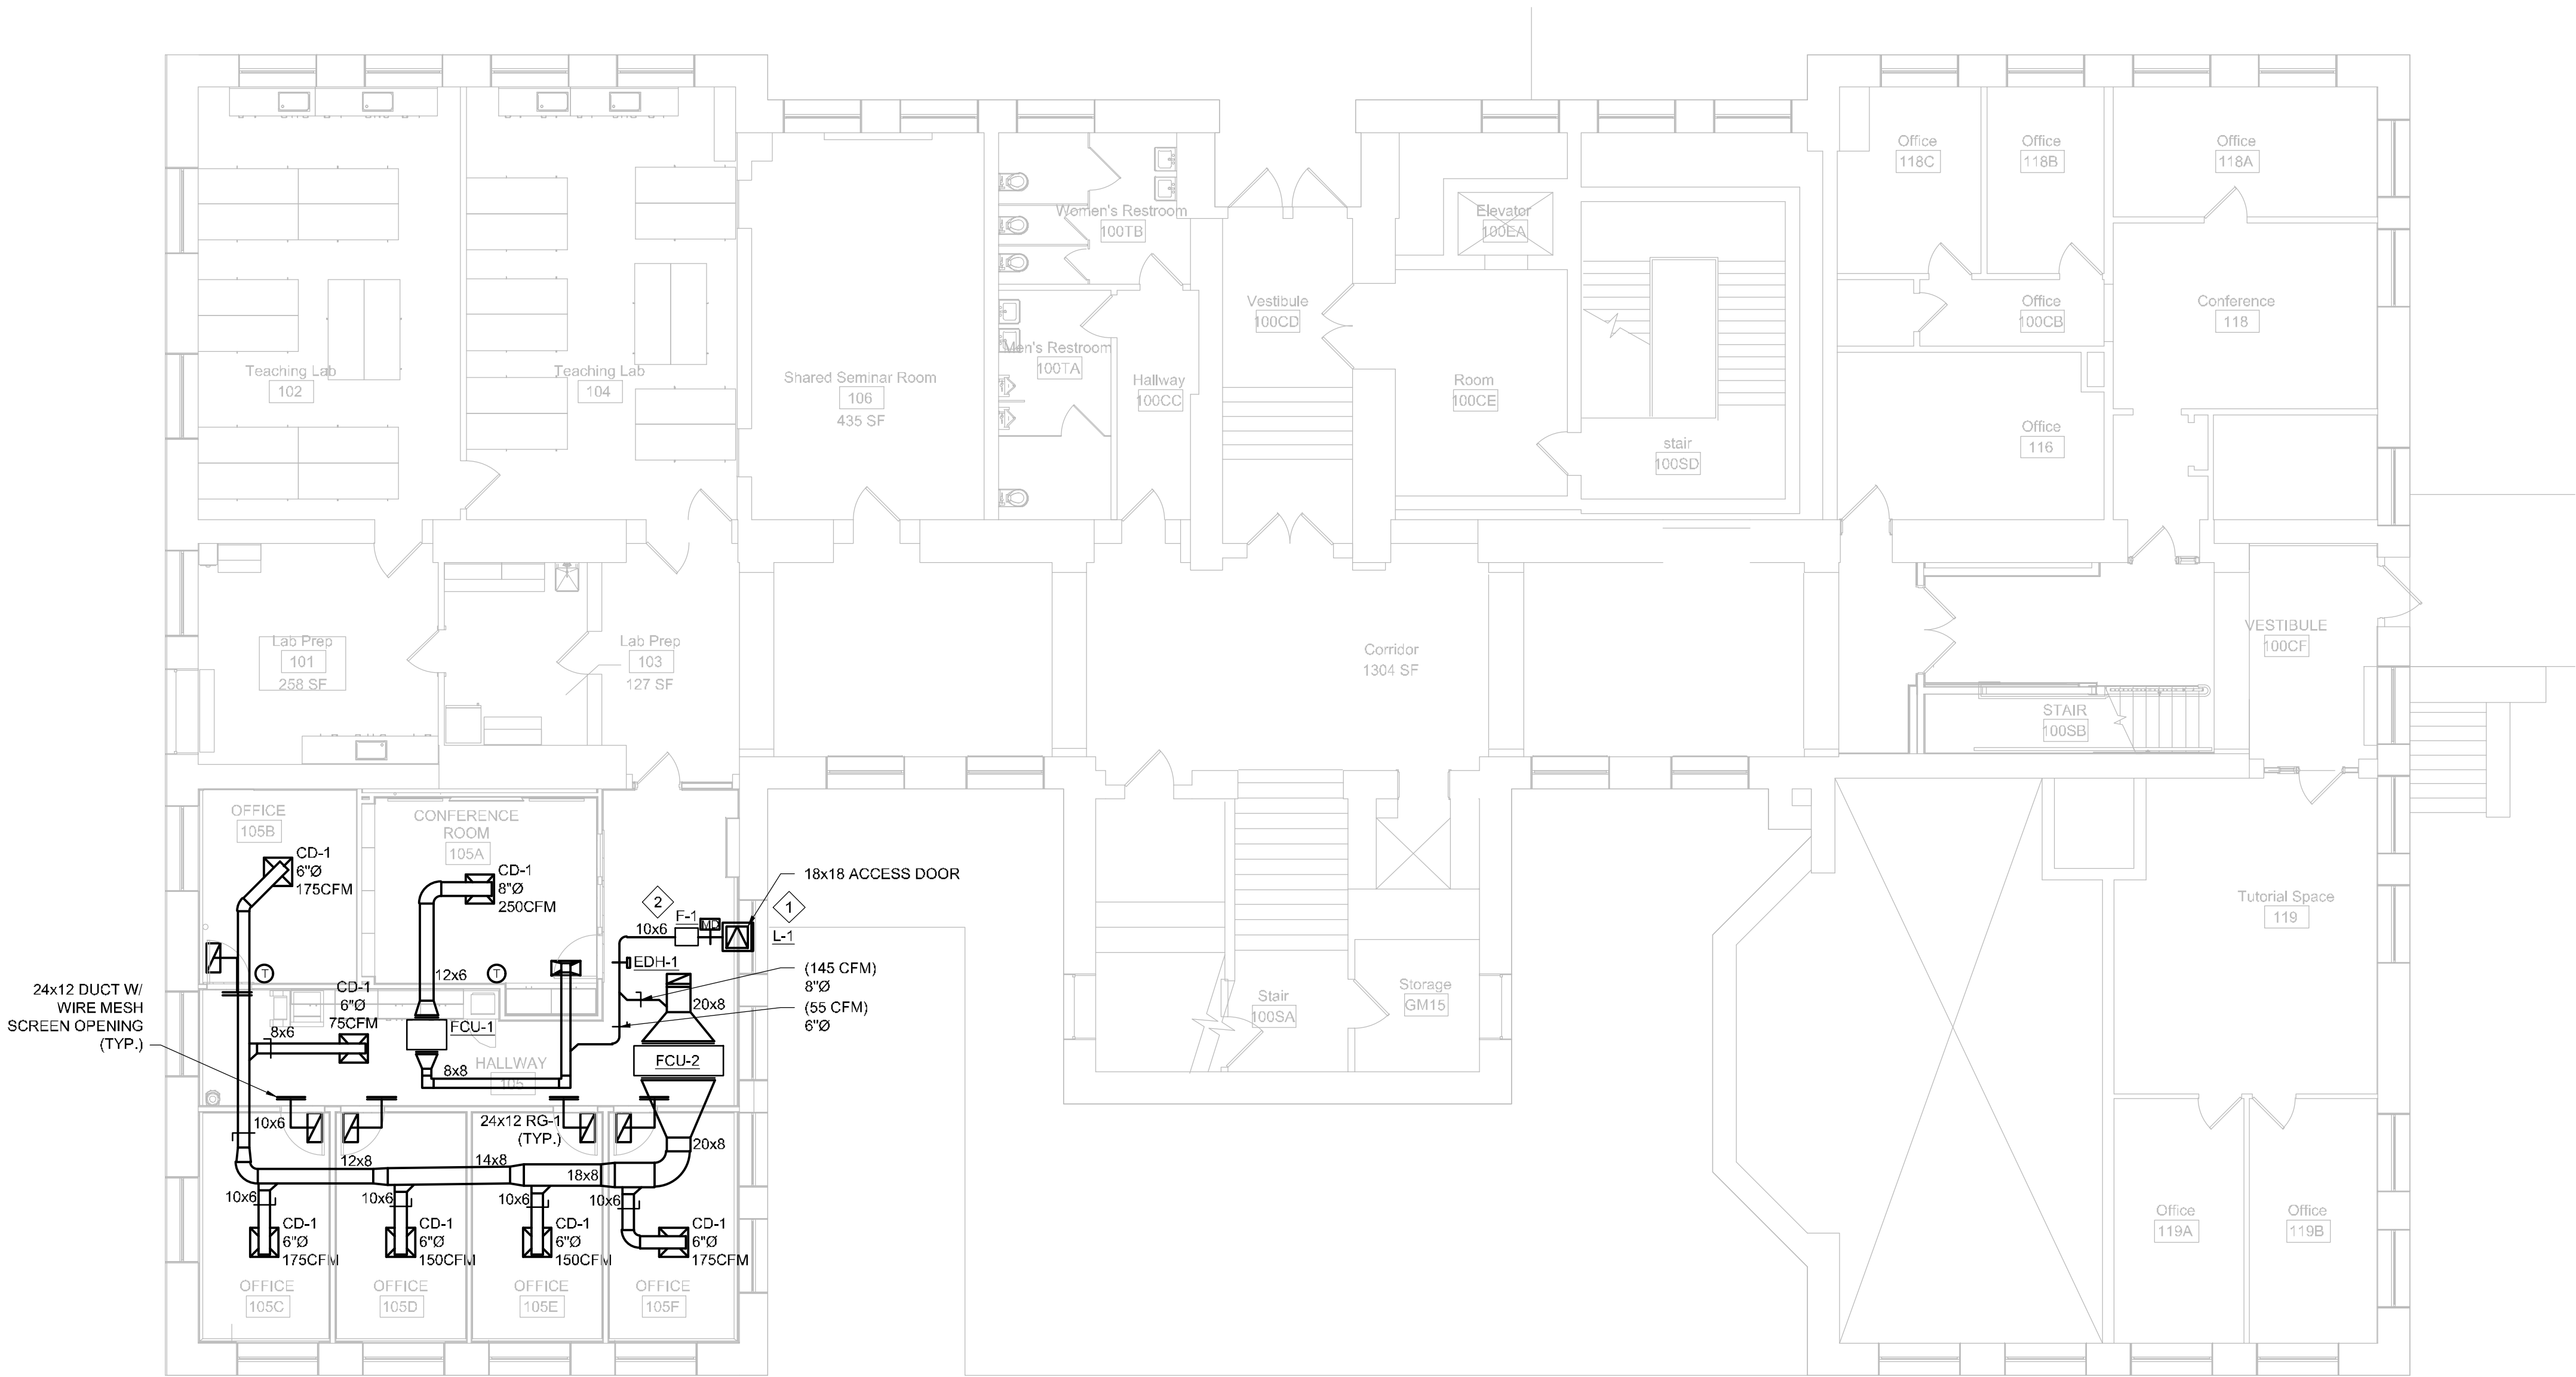 Office
118C
Office
118B
Office
118A
Women's Restroom
100TB
Elevator
100EA
Vestibule
100CD
Office
100CB
Conference
118
Men's Restroom
100TA
Teaching Lab
102
Teaching Lab
104
Shared Seminar Room
106
435 SF
Hallway
100CC
Room
100CE
stair
100SD
Office
116
Lab Prep
101
258 SF
Lab Prep
103
127 SF
Corridor
1304 SF
VESTIBULE
100CF
STAIR
100SB
OFFICE
105B
CONFERENCE
ROOM
105A
CD-1
6"Ø
175CFM
CD-1
8"Ø
250CFM
18x18 ACCESS DOOR
2
1
F-1
MD
L-1
10x6
EDH-1
(145 CFM)
8"Ø
(55 CFM)
6"Ø
Tutorial Space
119
T
T
12x6
24x12 DUCT W/
WIRE MESH
SCREEN OPENING
(TYP.)
CD-1
6"Ø
75CFM
8x6
FCU-1
20x8
Stair
100SA
Storage
GM15
HALLWAY
105
8x8
FCU-2
10x6
24x12 RG-1
(TYP.)
20x8
12x8
14x8
18x8
10x6
10x6
10x6
10x6
CD-1
6"Ø
175CFM
CD-1
6"Ø
150CFM
CD-1
6"Ø
150CFM
CD-1
6"Ø
175CFM
Office
119A
Office
119B
OFFICE
105C
OFFICE
105D
OFFICE
105E
OFFICE
105F